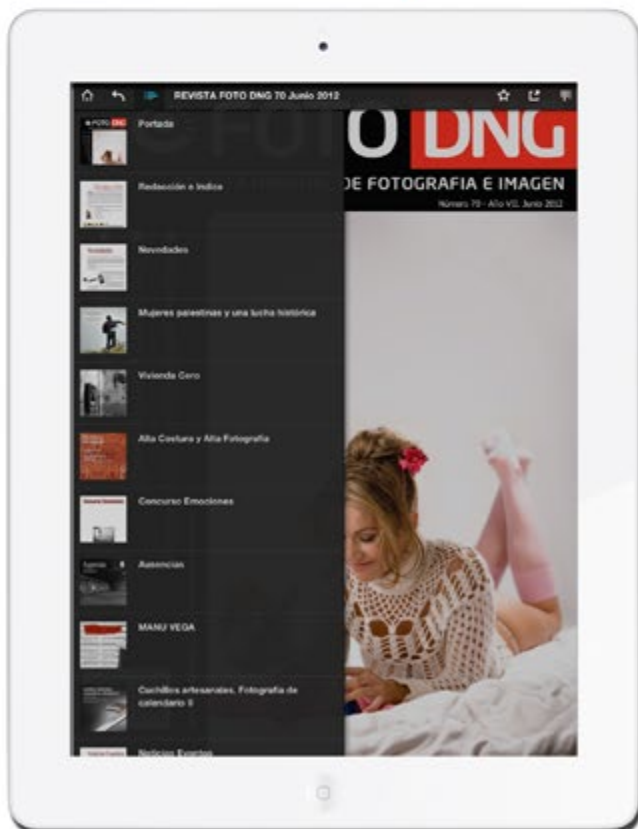 REVISTA FOTO DNG 70 Junio 2012
FOTO DNG
DE FOTOGRAFIA E IMAGEN
Número 70 - Año VII. Junio 2012
Portada
Redacción e Indice
Novedades
Mujeres palestinas y una lucha histórica
Vivienda Cero
Alta Costura y Alta Fotografía
Concurso Emociones
Ausencias
MANU VEGA
Cuchillos artesanales. Fotografía de
calendario II
Noticias Eventos